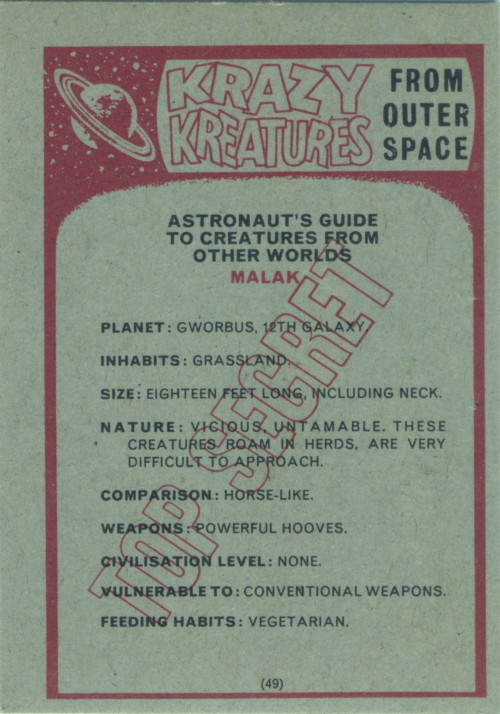 KRAZY
KREATURES
FROM
OUTER
SPACE
ASTRONAUT'S GUIDE
TO CREATURES FROM
OTHER WORLDS
MALAK
PLANET: GWORBUS, 12TH GALAXY.
INHABITS: GRASSLAND.
SIZE: EIGHTEEN FEET LONG, INCLUDING NECK.
NATURE: VICIOUS, UNTAMABLE. THESE
CREATURES ROAM IN HERDS, ARE VERY
DIFFICULT TO APPROACH.
COMPARISON: HORSE-LIKE.
WEAPONS: POWERFUL HOOVES.
CIVILISATION LEVEL: NONE.
VULNERABLE TO: CONVENTIONAL WEAPONS.
FEEDING HABITS: VEGETARIAN.
TOP SECRET
(49)